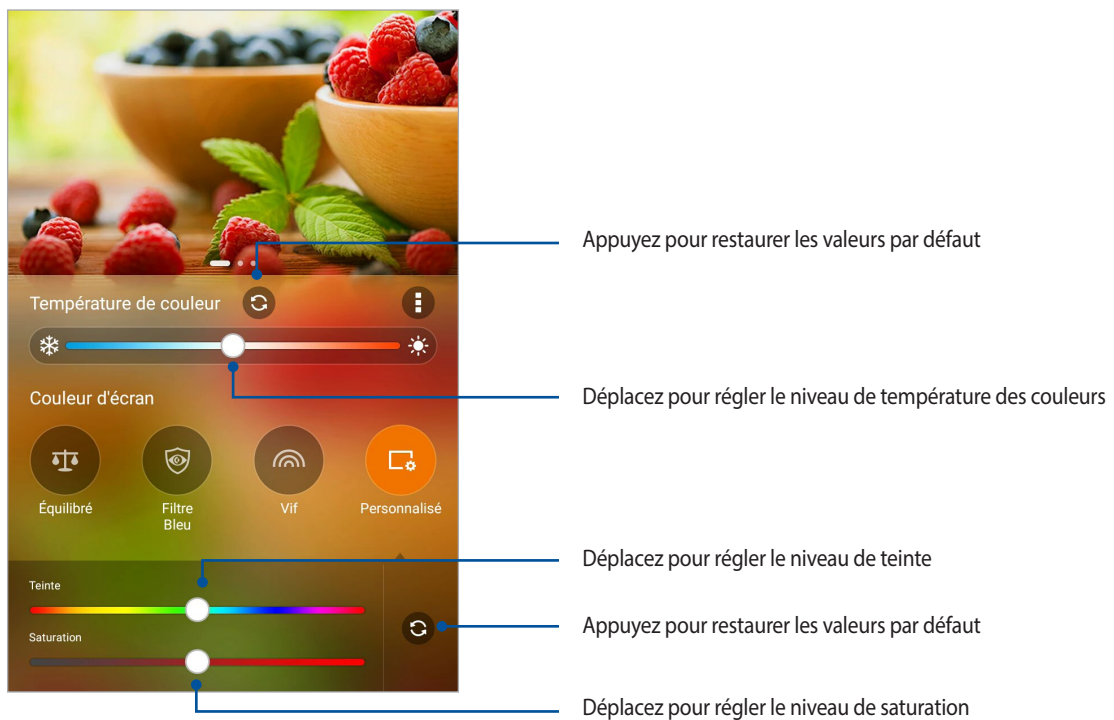 Appuyez pour restaurer les valeurs par défaut
Température de couleur
Déplacez pour régler le niveau de température des couleurs
Couleur d'écran
Équilibré
Filtre
Bleu
Vif
Personnalisé
Déplacez pour régler le niveau de teinte
Teinte
Appuyez pour restaurer les valeurs par défaut
Saturation
Déplacez pour régler le niveau de saturation